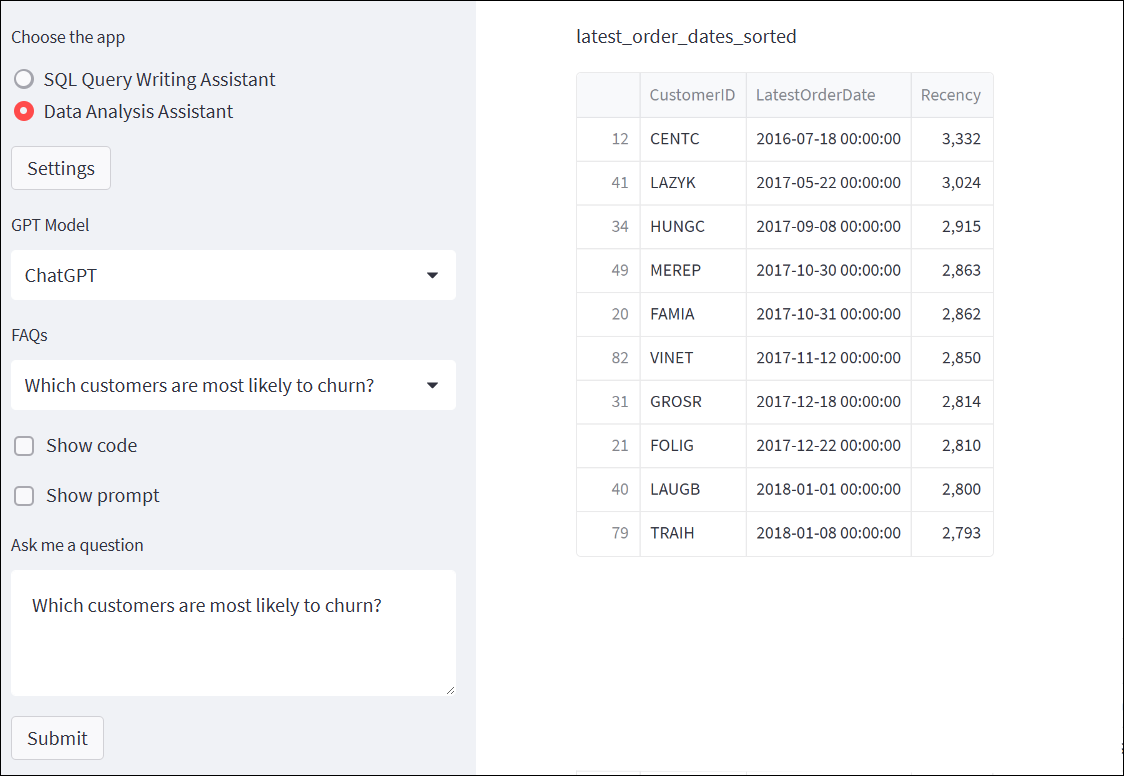 Choose the app
SQL Query Writing Assistant
Data Analysis Assistant
Settings
GPT Model
ChatGPT
FAQs
Which customers are most likely to churn?
Show code
Show prompt
Ask me a question
Which customers are most likely to churn?
Submit
latest_order_dates_sorted
CustomerID LatestOrderDate Recency
12 CENTC 2016-07-18 00:00:00 3,332
41 LAZYK 2017-05-22 00:00:00 3,024
34 HUNGC 2017-09-08 00:00:00 2,915
49 MEREP 2017-10-30 00:00:00 2,863
20 FAMIA 2017-10-31 00:00:00 2,862
82 VINET 2017-11-12 00:00:00 2,850
31 GROSR 2017-12-18 00:00:00 2,814
21 FOLIG 2017-12-22 00:00:00 2,810
40 LAUGB 2018-01-01 00:00:00 2,800
79 TRAIH 2018-01-08 00:00:00 2,793